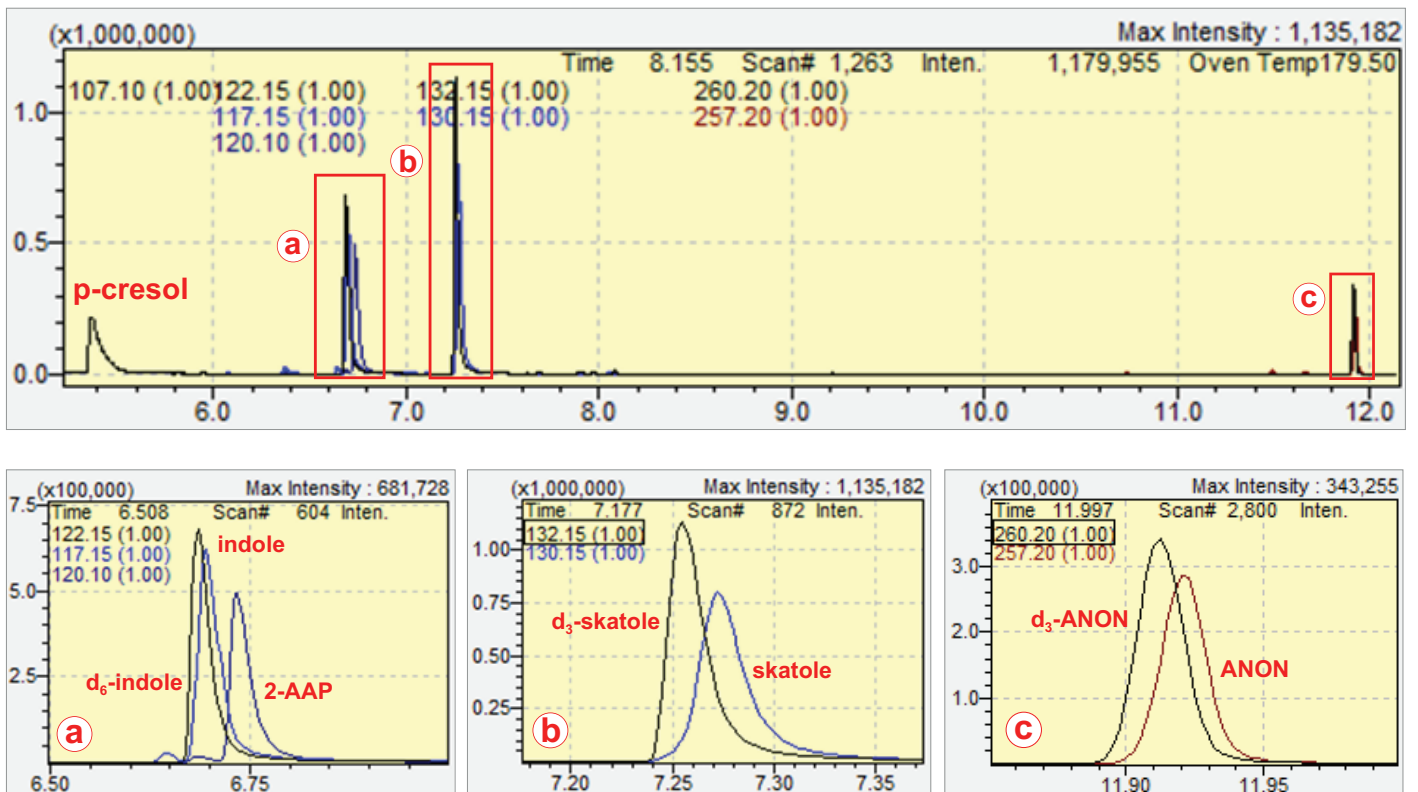 (x1,000,000) Max Intensity : 1,135,182
Time 8.155 Scan# 1,263 Inten. 1,179,955 Oven Temp179.50
107.10 (1.00) 122.15 (1.00) 132.15 (1.00) 260.20 (1.00)
117.15 (1.00) 130.15 (1.00) 257.20 (1.00)
120.10 (1.00)
1.0
0.5
0.0
p-cresol
a
b
c
6.0 7.0 8.0 9.0 10.0 11.0 12.0
(x100,000) Max Intensity : 681,728
Time 6.508 Scan# 604 Inten.
122.15 (1.00)
117.15 (1.00)
120.10 (1.00)
7.5
5.0
2.5
indole
d₆-indole
2-AAP
a
6.50 6.75
(x1,000,000) Max Intensity : 1,135,182
Time 7.177 Scan# 872 Inten.
132.15 (1.00)
130.15 (1.00)
1.00
0.75
0.50
0.25
d₃-skatole
skatole
b
7.20 7.25 7.30 7.35
(x100,000) Max Intensity : 343,255
Time 11.997 Scan# 2,800 Inten.
260.20 (1.00)
257.20 (1.00)
3.0
2.0
1.0
d₃-ANON
ANON
c
11.90 11.95